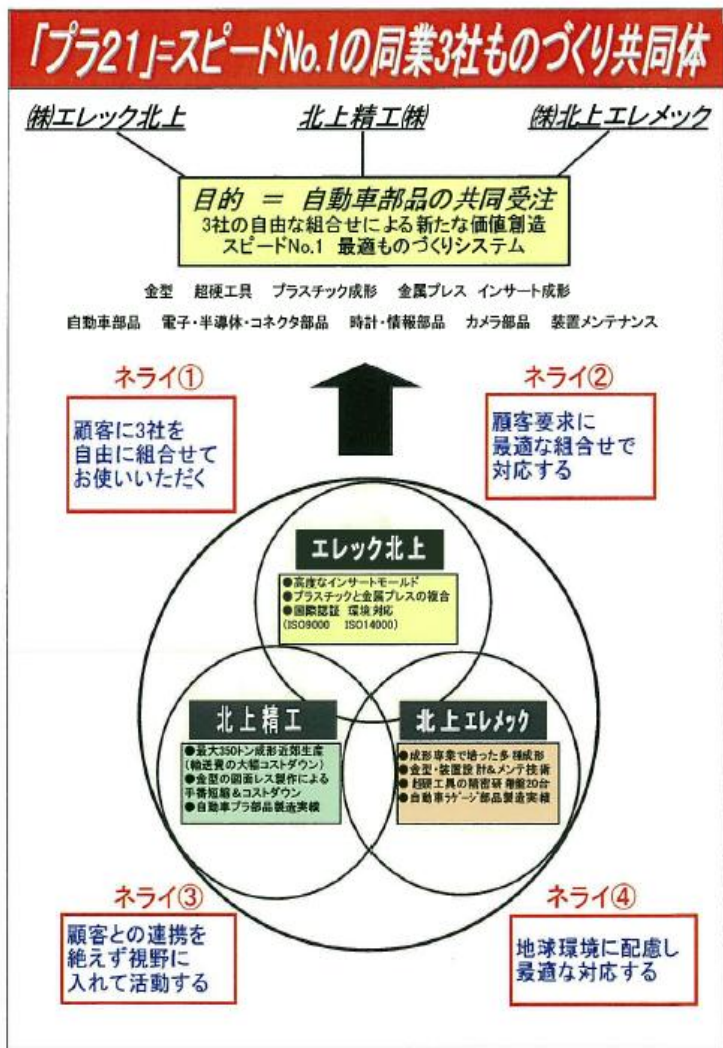 「プラ21」=スピードNo.1の同業3社ものづくり共同体
㈱エレック北上 北上精工㈱ ㈱北上エレメック
目的 = 自動車部品の共同受注
3社の自由な組合せによる新たな価値創造
スピードNo.1 最適ものづくりシステム
金型 超硬工具 プラスチック成形 金属プレス インサート成形
自動車部品 電子・半導体・コネクタ部品 時計・情報部品 カメラ部品 装置メンテナンス
ネライ①
顧客に3社を
自由に組合せて
お使いいただく
ネライ②
顧客要求に
最適な組合せで
対応する
エレック北上
●高度なインサートモールド
●プラスチックと金属プレスの複合
●国際認証 環境対応
(ISO9000 ISO14000)
北上精工
●最大350トン成形近郊生産
(輸送費の大幅コストダウン)
●金型の図面レス製作による
手番短縮&コストダウン
●自動車プラ部品製造実績
北上エレメック
●成形専業で培った多種成形
●金型・装置設計&メンテ技術
●超硬工具の精密研磨盤20台
●自動車ラゲージ部品製造実績
ネライ③
顧客との連携を
絶えず視野に
入れて活動する
ネライ④
地球環境に配慮し
最適な対応する